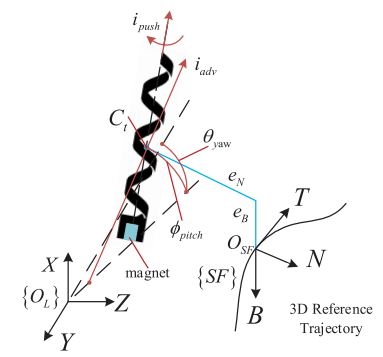 i_push
i_adv
C_t
θ_yaw
e_N
e_B
ϕ_pitch
T
O_SF
N
{SF}
B
magnet
X
{O_L}
Z
Y
3D Reference
Trajectory